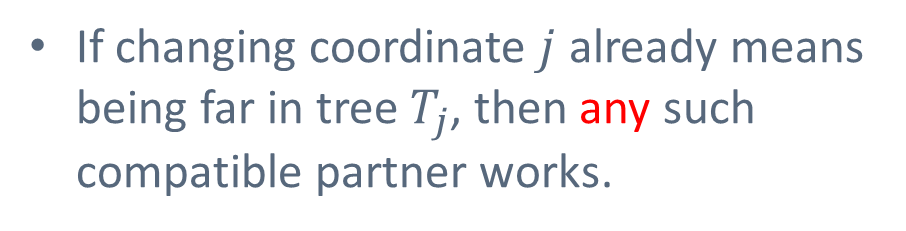 • If changing coordinate j already means
being far in tree Tⱼ, then any such
compatible partner works.